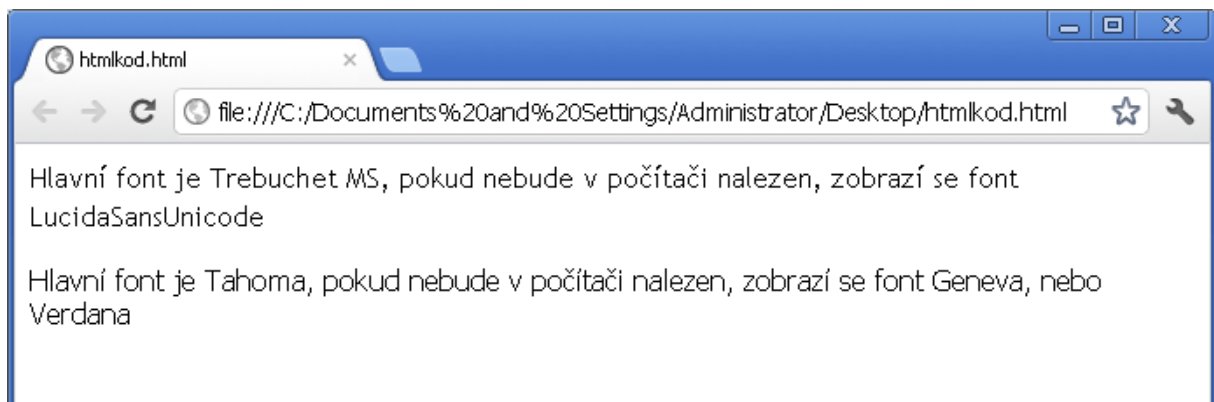 htmlkod.html
file:///C:/Documents%20and%20Settings/Administrator/Desktop/htmlkod.html
Hlavní font je Trebuchet MS, pokud nebude v počítači nalezen, zobrazí se font
LucidaSansUnicode
Hlavní font je Tahoma, pokud nebude v počítači nalezen, zobrazí se font Geneva, nebo
Verdana